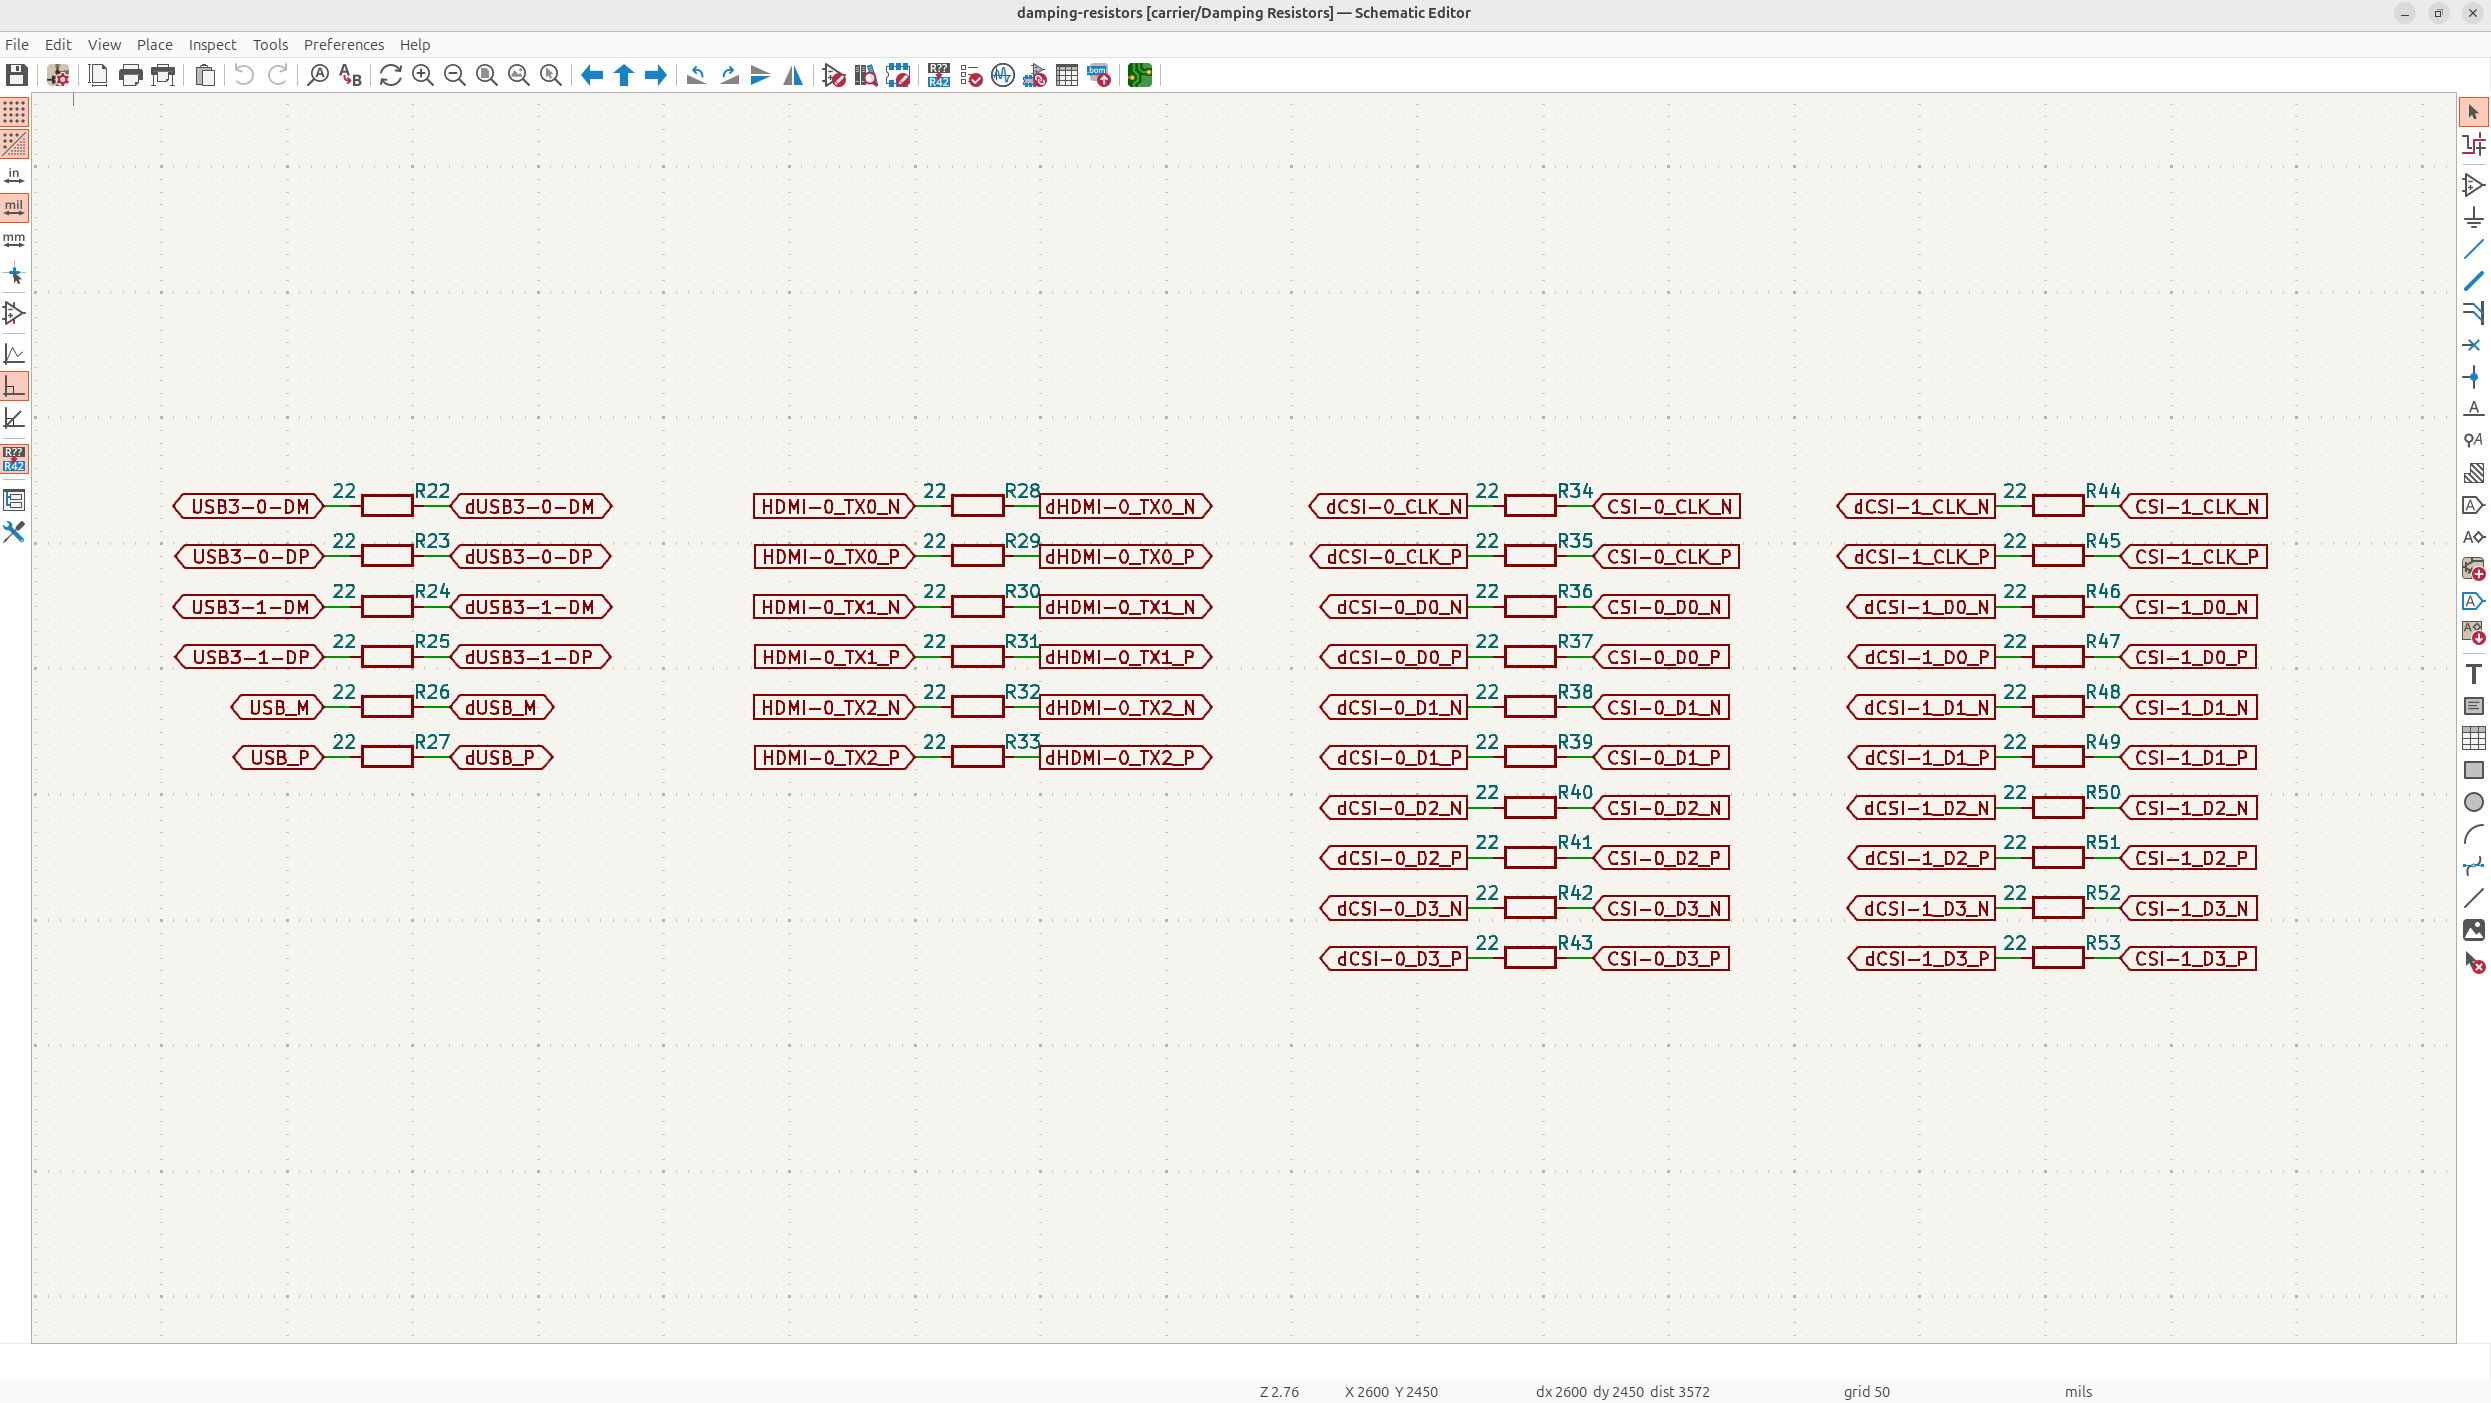 damping-resistors [carrier/Damping Resistors] — Schematic Editor
File Edit View Place Inspect Tools Preferences Help
in
mil
mm
R??
R42
USB3-0-DM 22 R22 dUSB3-0-DM
USB3-0-DP 22 R23 dUSB3-0-DP
USB3-1-DM 22 R24 dUSB3-1-DM
USB3-1-DP 22 R25 dUSB3-1-DP
USB_M 22 R26 dUSB_M
USB_P 22 R27 dUSB_P
HDMI-0_TX0_N 22 R28 dHDMI-0_TX0_N
HDMI-0_TX0_P 22 R29 dHDMI-0_TX0_P
HDMI-0_TX1_N 22 R30 dHDMI-0_TX1_N
HDMI-0_TX1_P 22 R31 dHDMI-0_TX1_P
HDMI-0_TX2_N 22 R32 dHDMI-0_TX2_N
HDMI-0_TX2_P 22 R33 dHDMI-0_TX2_P
dCSI-0_CLK_N 22 R34 CSI-0_CLK_N
dCSI-0_CLK_P 22 R35 CSI-0_CLK_P
dCSI-0_D0_N 22 R36 CSI-0_D0_N
dCSI-0_D0_P 22 R37 CSI-0_D0_P
dCSI-0_D1_N 22 R38 CSI-0_D1_N
dCSI-0_D1_P 22 R39 CSI-0_D1_P
dCSI-0_D2_N 22 R40 CSI-0_D2_N
dCSI-0_D2_P 22 R41 CSI-0_D2_P
dCSI-0_D3_N 22 R42 CSI-0_D3_N
dCSI-0_D3_P 22 R43 CSI-0_D3_P
dCSI-1_CLK_N 22 R44 CSI-1_CLK_N
dCSI-1_CLK_P 22 R45 CSI-1_CLK_P
dCSI-1_D0_N 22 R46 CSI-1_D0_N
dCSI-1_D0_P 22 R47 CSI-1_D0_P
dCSI-1_D1_N 22 R48 CSI-1_D1_N
dCSI-1_D1_P 22 R49 CSI-1_D1_P
dCSI-1_D2_N 22 R50 CSI-1_D2_N
dCSI-1_D2_P 22 R51 CSI-1_D2_P
dCSI-1_D3_N 22 R52 CSI-1_D3_N
dCSI-1_D3_P 22 R53 CSI-1_D3_P
Z 2.76 X 2600 Y 2450 dx 2600 dy 2450 dist 3572 grid 50 mils